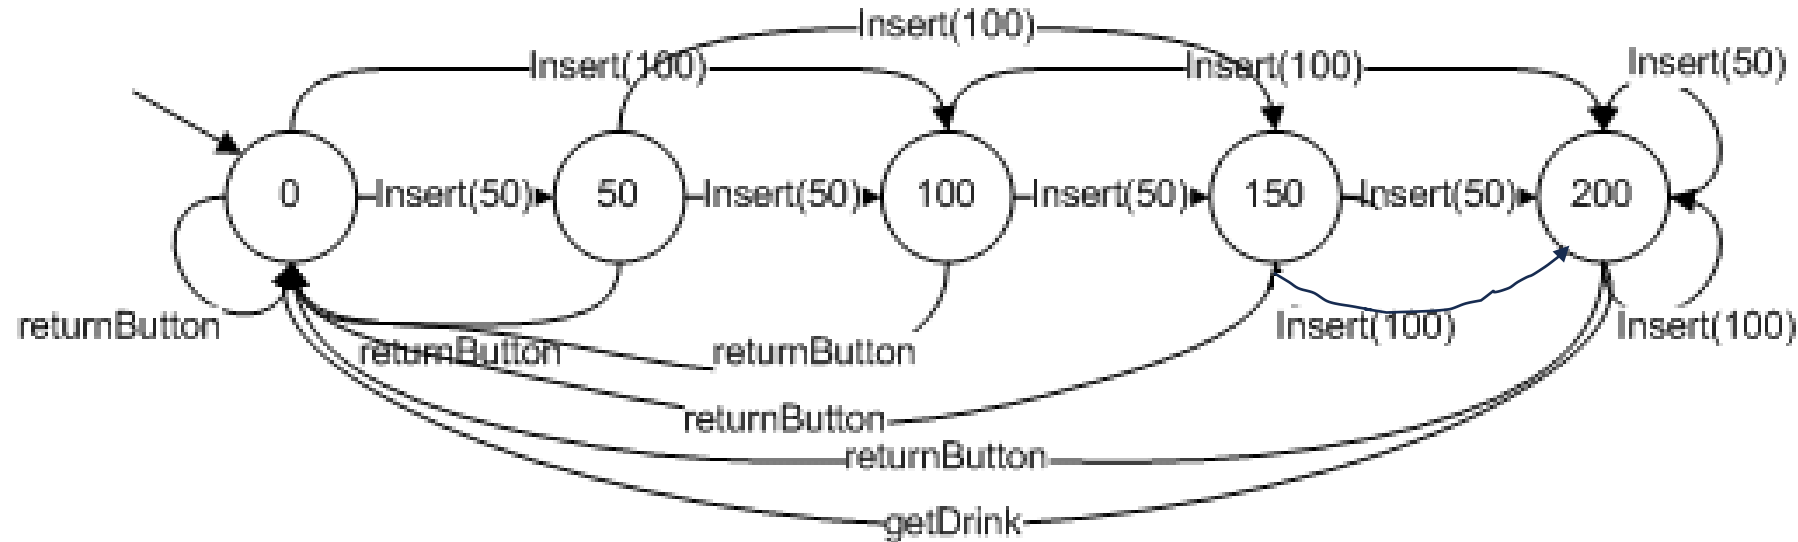 Insert(100)
Insert(100)
Insert(100)
Insert(50)
0
Insert(50)
50
Insert(50)
100
Insert(50)
150
Insert(50)
200
returnButton
returnButton
returnButton
Insert(100)
Insert(100)
returnButton
returnButton
getDrink